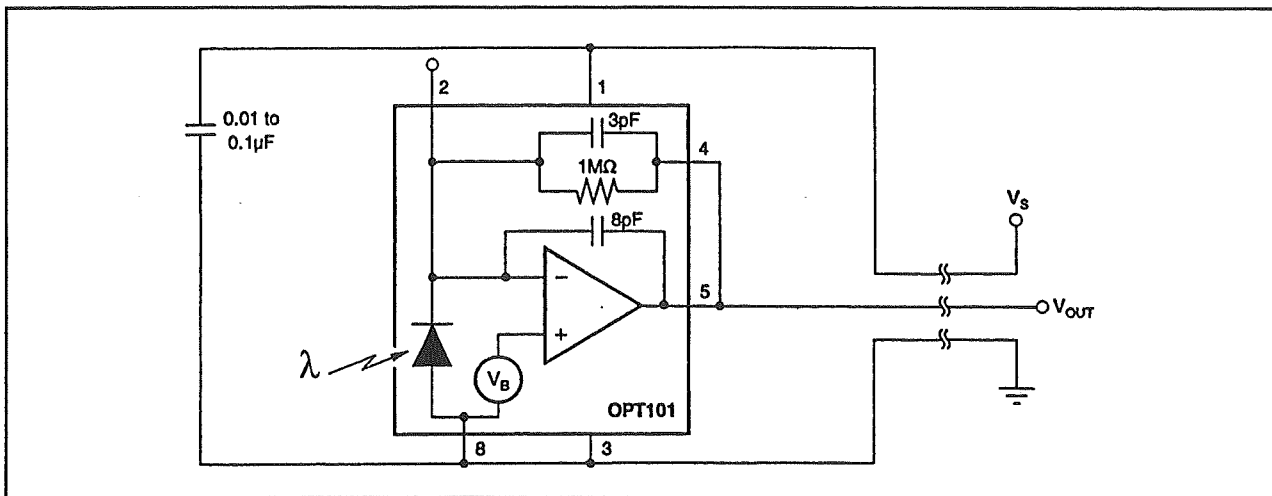 2
1
0.01 to
0.1µF
3pF
4
1MΩ
8pF
V_S
−
5
V_OUT
+
λ
V_B
OPT101
8
3